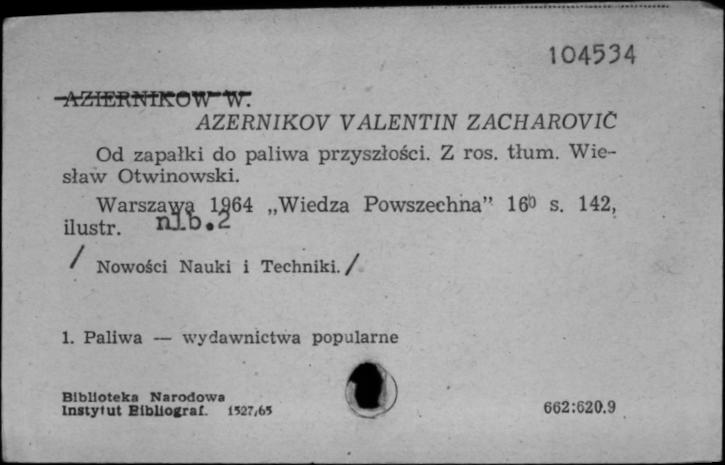 104534
AZIERNIKOW W.
AZERNIKOV VALENTIN ZACHAROVIČ
Od zapałki do paliwa przyszłości. Z ros. tłum. Wie-
sław Otwinowski.
Warszawa 1964 „Wiedza Powszechna” 16⁰ s. 142,
ilustr. nlb.2
/ Nowości Nauki i Techniki./
1. Paliwa — wydawnictwa popularne
Biblioteka Narodowa
Instytut Bibliograf. 1527/65
662:620.9